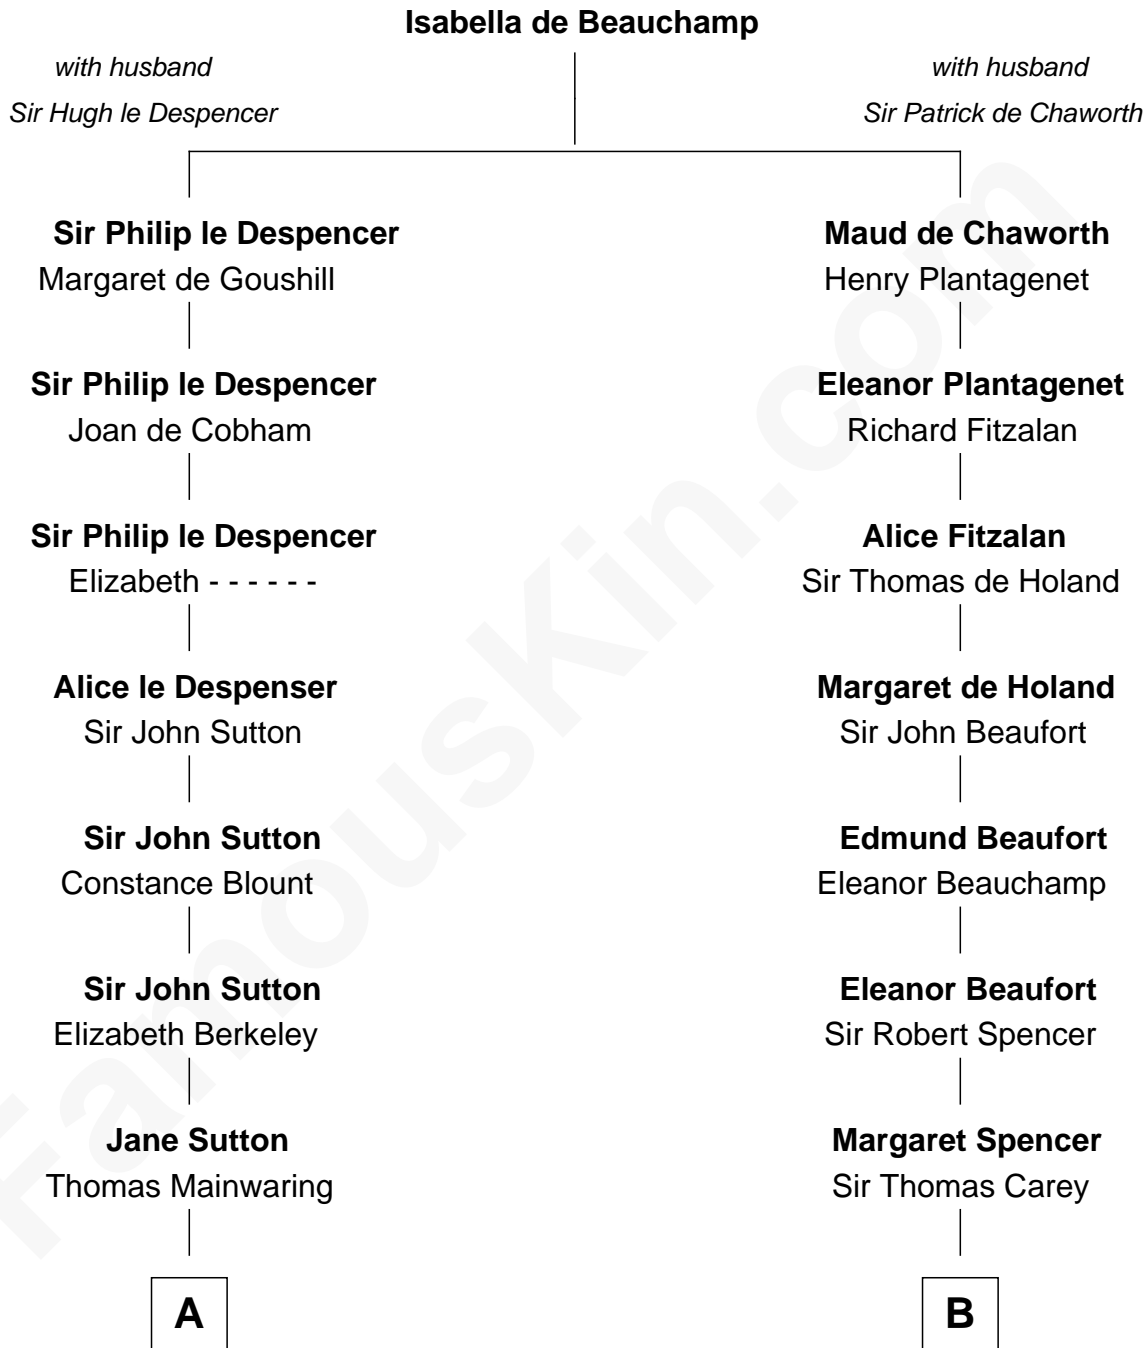 Isabella de Beauchamp
with husband
Sir Hugh le Despencer
with husband
Sir Patrick de Chaworth
Sir Philip le Despencer
Margaret de Goushill
Maud de Chaworth
Henry Plantagenet
Sir Philip le Despencer
Joan de Cobham
Eleanor Plantagenet
Richard Fitzalan
Sir Philip le Despencer
Elizabeth - - - - - -
Alice Fitzalan
Sir Thomas de Holand
Alice le Despenser
Sir John Sutton
Margaret de Holand
Sir John Beaufort
Sir John Sutton
Constance Blount
Edmund Beaufort
Eleanor Beauchamp
Sir John Sutton
Elizabeth Berkeley
Eleanor Beaufort
Sir Robert Spencer
Jane Sutton
Thomas Mainwaring
Margaret Spencer
Sir Thomas Carey
A
B
FamousKin.com